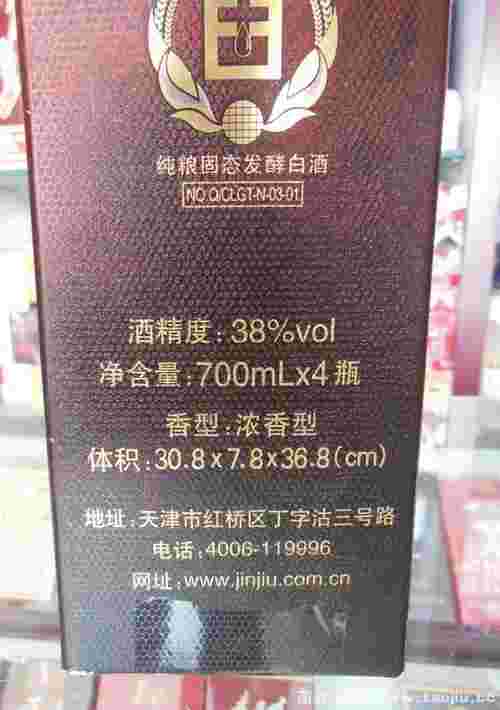 纯粮固态发酵白酒
NO.Q/CLGT-N-03-01
酒精度:38%vol
净含量:700mLx4瓶
香型:浓香型
体积:30.8x7.8x36.8(cm)
地址:天津市红桥区丁字沽三号路
电话:4006-119996
网址:www.jinjiu.com.cn